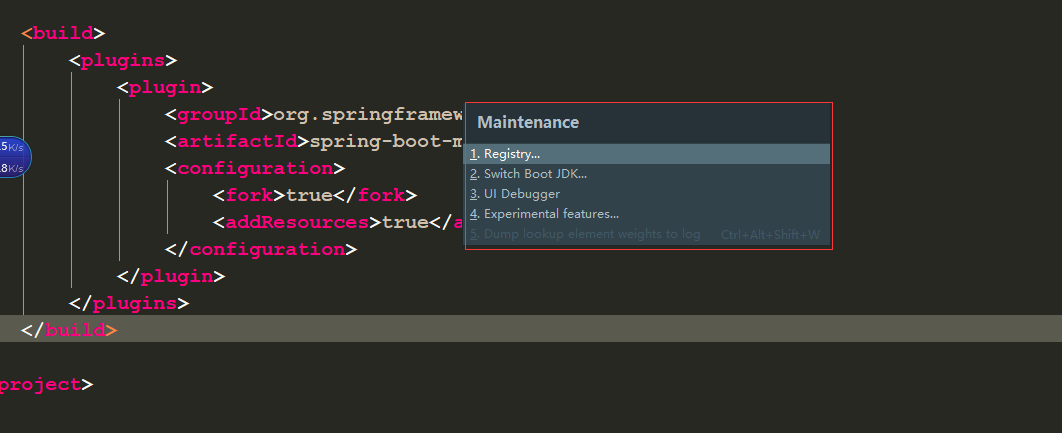 <build>
<plugins>
<plugin>
<groupId>org.springframew
<artifactId>spring-boot-m
<configuration>
<fork>true</fork>
<addResources>true</a
</configuration>
</plugin>
</plugins>
</build>
project>
Maintenance
1. Registry...
2. Switch Boot JDK...
3. UI Debugger
4. Experimental features...
5. Dump lookup element weights to log Ctrl+Alt+Shift+W
.5K/s
.8K/s